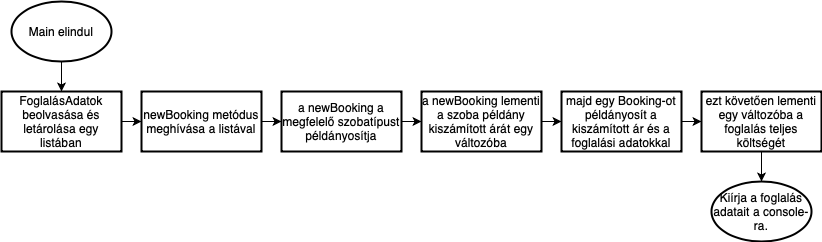 Main elindul
FoglalásAdatok
beolvasása és
letárolása egy
listában
newBooking metódus
meghívása a listával
a newBooking a
megfelelő szobatípust
példányosítja
a newBooking lementi
a szoba példány
kiszámított árát egy
változóba
majd egy Booking-ot
példányosít a
kiszámított ár és a
foglalási adatokkal
ezt követően lementi
egy változóba a
foglalás teljes
költségét
Kiírja a foglalás
adatait a console-
ra.